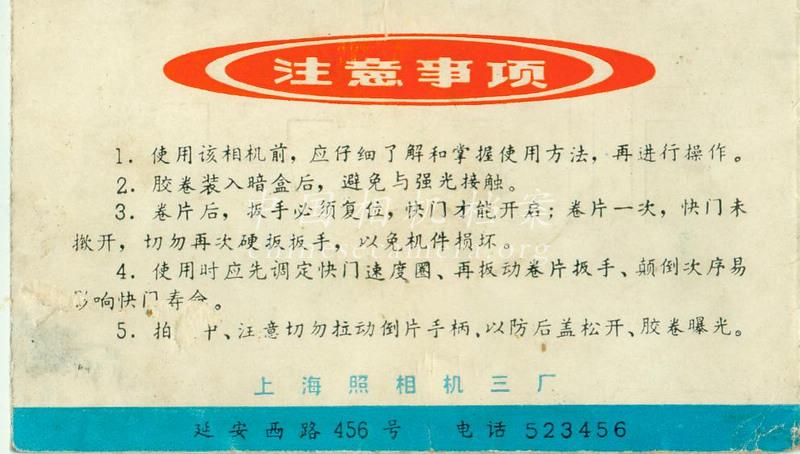 注意事项
1. 使用该相机前，应仔细了解和掌握使用方法，再进行操作。
2. 胶卷装入暗盒后，避免与强光接触。
3. 卷片后，扳手必须复位，快门才能开启；卷片一次，快门未
揿开，切勿再次硬扳扳手，以免机件损坏。
4. 使用时应先调定快门速度圈、再扳动卷片扳手、颠倒次序易
影响快门寿命。
5. 拍 中、注意切勿拉动倒片手柄、以防后盖松开、胶卷曝光。
上海照相机三厂
延安西路456号 电话 523456
中国相机档案
chinesecamera.org